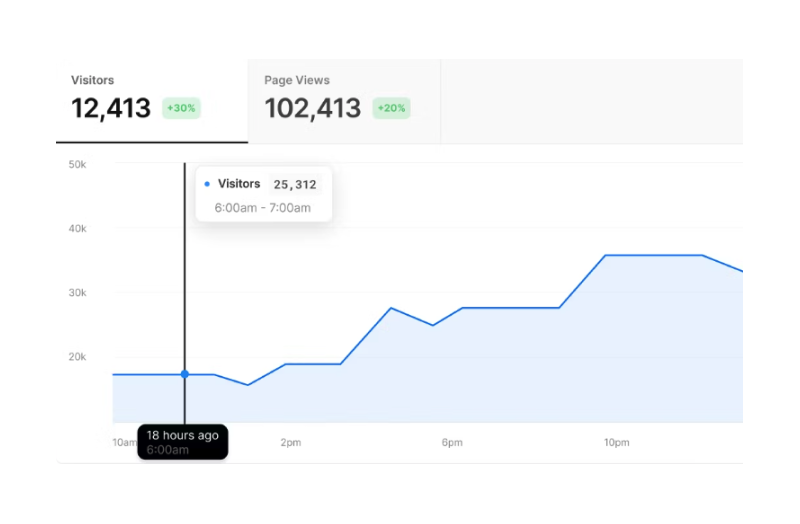 Visitors
12,413 +30%
Page Views
102,413 +20%
50k
40k
30k
20k
Visitors 25,312
6:00am - 7:00am
10am
2pm
6pm
10pm
18 hours ago
6:00am